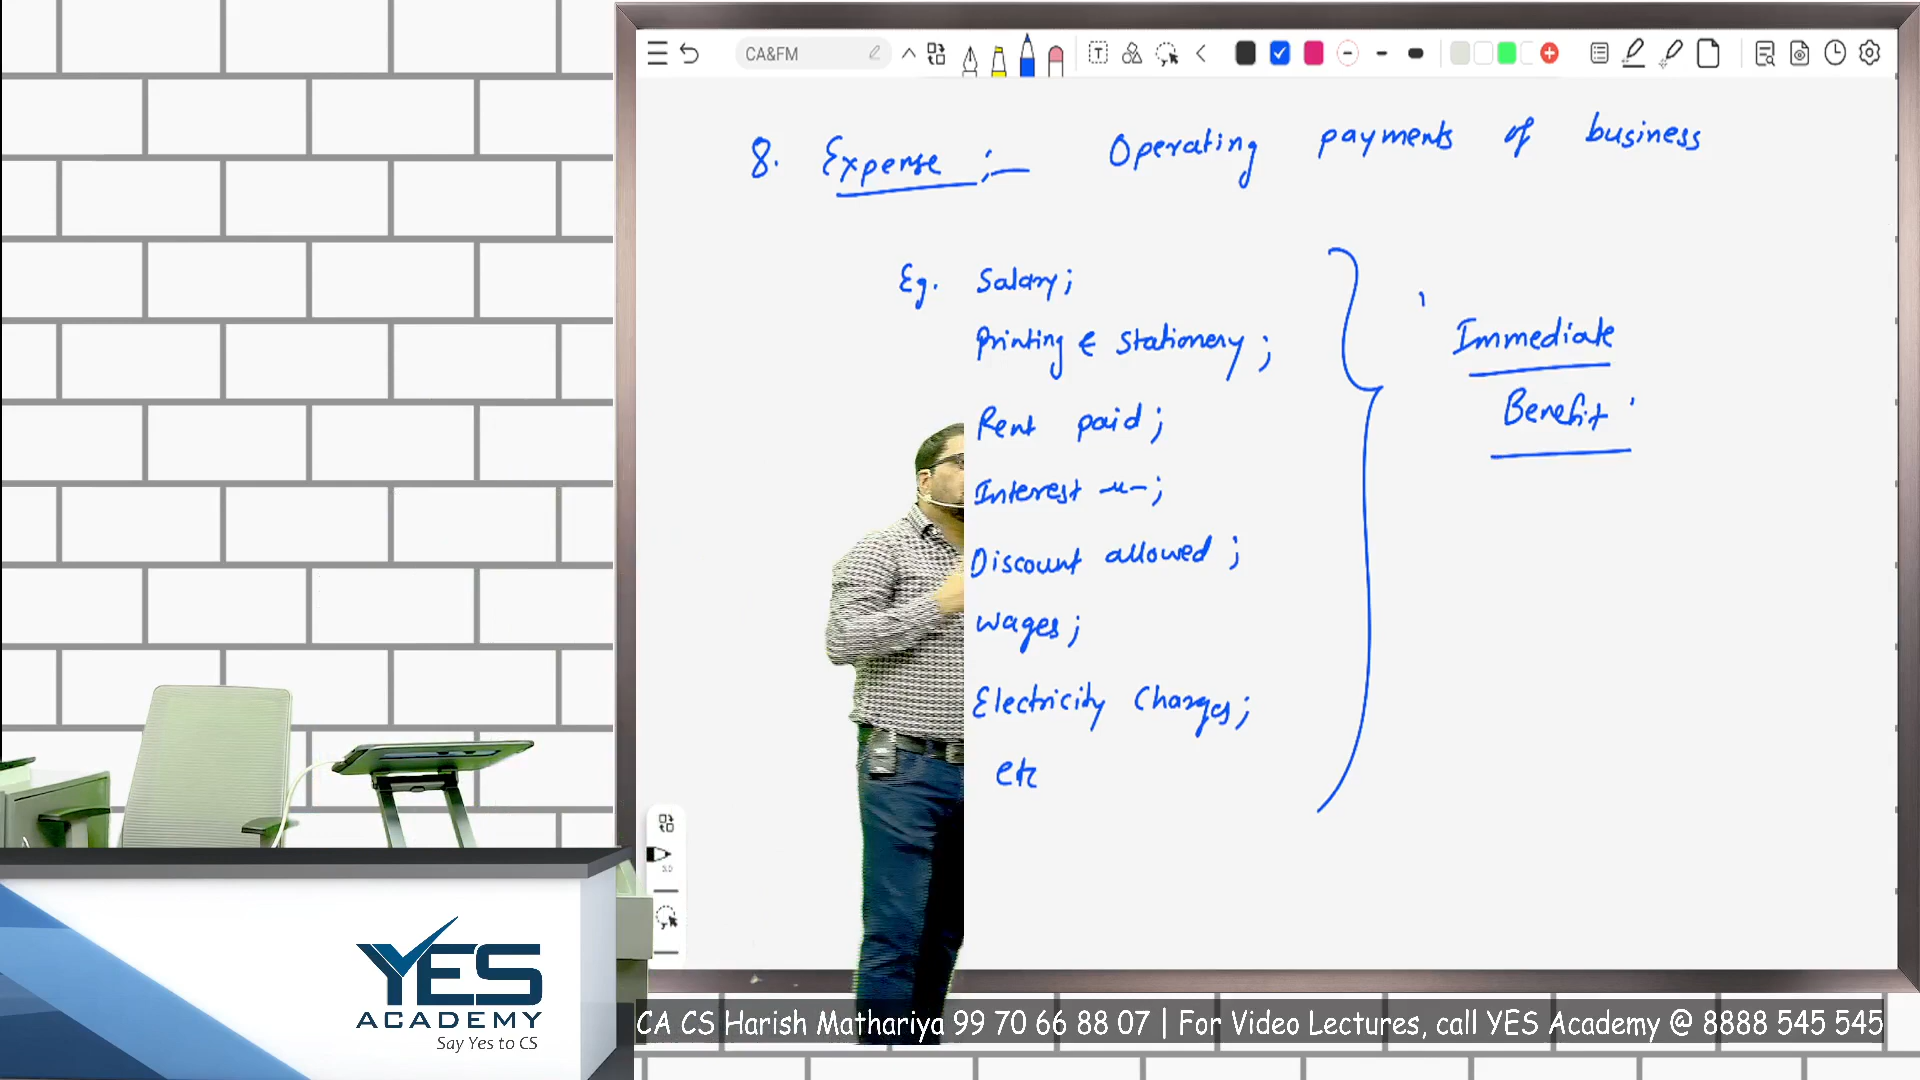 CA&FM
8. Expense :— Operating payments of business
Eg. Salary;
Printing & Stationery;
Rent paid;
Interest —"—;
Discount allowed;
Wages;
Electricity Charges;
etc
Immediate
Benefit
YES
ACADEMY
Say Yes to CS
CA CS Harish Mathariya 99 70 66 88 07 | For Video Lectures, call YES Academy @ 8888 545 545